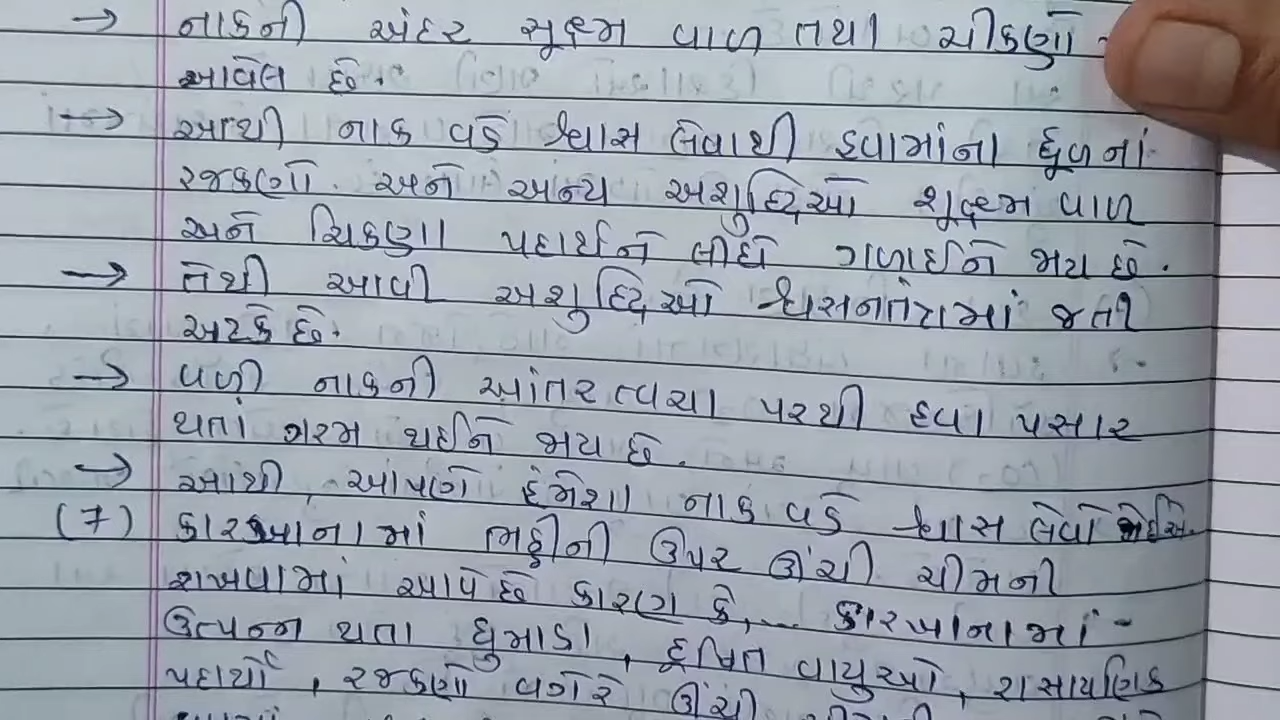 → નાકની અંદર સૂક્ષ્મ વાળ તથા ચીકણો
આવેલ છે.
→ આથી નાક વડે શ્વાસ લેવાથી હવામાંના ધૂળનાં
રજકણો અને અન્ય અશુદ્ધિઓ શૂક્ષ્મ વાળ
અને ચિકણા પદાર્થને લીધે ગળાઈને જાય છે.
→ તેથી આવી અશુદ્ધિઓ શ્વસનતંત્રમાં જતી
અટકે છે.
→ વળી નાકની આંતરત્વચા પરથી હવા પસાર
થતાં ગરમ થઈને જાય છે.
→ આથી, આપણે હંમેશા નાક વડે શ્વાસ લેવો જોઈએ.
(7) કારખાનામાં ભઠ્ઠીની ઉપર ઊંચી ચીમની
રાખવામાં આવે છે કારણ કે,... કારખાનામાં -
ઉત્પન્ન થતા ધુમાડા, દૂષિત વાયુઓ, રાસાયણિક
પદાર્થો, રજકણો વગેરે ઊંચી